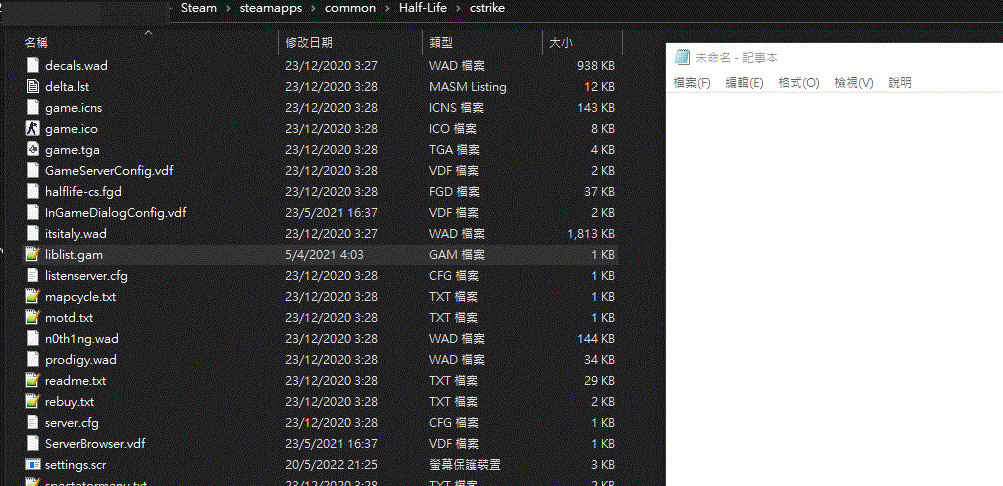 Steam › steamapps › common › Half-Life › cstrike
名稱 修改日期 類型 大小
未命名 - 記事本
檔案(F) 編輯(E) 格式(O) 檢視(V) 說明
decals.wad 23/12/2020 3:27 WAD 檔案 938 KB
delta.lst 23/12/2020 3:28 MASM Listing 12 KB
game.icns 23/12/2020 3:28 ICNS 檔案 143 KB
game.ico 23/12/2020 3:28 ICO 檔案 8 KB
game.tga 23/12/2020 3:28 TGA 檔案 4 KB
GameServerConfig.vdf 23/12/2020 3:28 VDF 檔案 2 KB
halflife-cs.fgd 23/12/2020 3:28 FGD 檔案 37 KB
InGameDialogConfig.vdf 23/5/2021 16:37 VDF 檔案 2 KB
itsitaly.wad 23/12/2020 3:27 WAD 檔案 1,813 KB
liblist.gam 5/4/2021 4:03 GAM 檔案 1 KB
listenserver.cfg 23/12/2020 3:28 CFG 檔案 1 KB
mapcycle.txt 23/12/2020 3:28 TXT 檔案 1 KB
motd.txt 23/12/2020 3:28 TXT 檔案 1 KB
n0th1ng.wad 23/12/2020 3:28 WAD 檔案 144 KB
prodigy.wad 23/12/2020 3:28 WAD 檔案 34 KB
readme.txt 23/12/2020 3:28 TXT 檔案 29 KB
rebuy.txt 23/12/2020 3:28 TXT 檔案 2 KB
server.cfg 23/12/2020 3:28 CFG 檔案 1 KB
ServerBrowser.vdf 23/5/2021 16:37 VDF 檔案 1 KB
settings.scr 20/5/2022 21:25 螢幕保護裝置 3 KB
spectatormenu.txt 23/12/2020 3:28 TXT 檔案 2 KB